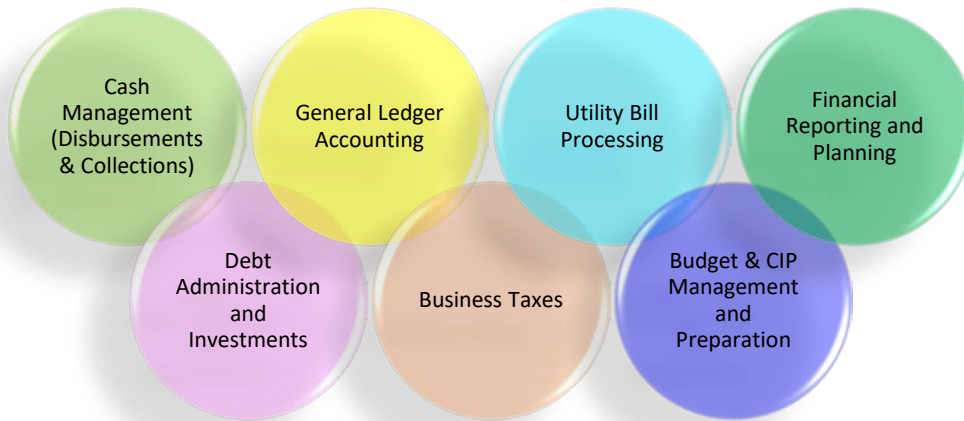 Cash
Management
(Disbursements
& Collections)
General Ledger
Accounting
Utility Bill
Processing
Financial
Reporting and
Planning
Debt
Administration
and
Investments
Business Taxes
Budget & CIP
Management
and
Preparation